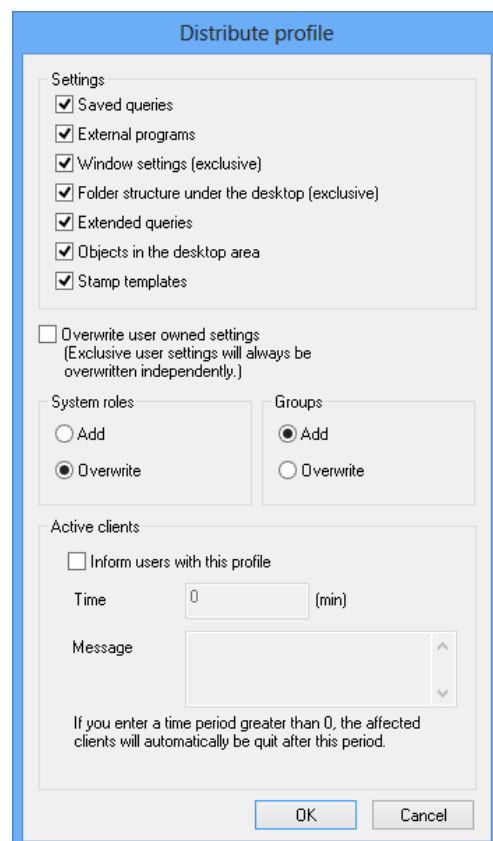 Distribute profile
Settings
Saved queries
External programs
Window settings (exclusive)
Folder structure under the desktop (exclusive)
Extended queries
Objects in the desktop area
Stamp templates
Overwrite user owned settings
(Exclusive user settings will always be
overwritten independently.)
System roles
Add
Overwrite
Groups
Add
Overwrite
Active clients
Inform users with this profile
Time 0 (min)
Message
If you enter a time period greater than 0, the affected
clients will automatically be quit after this period.
OK Cancel